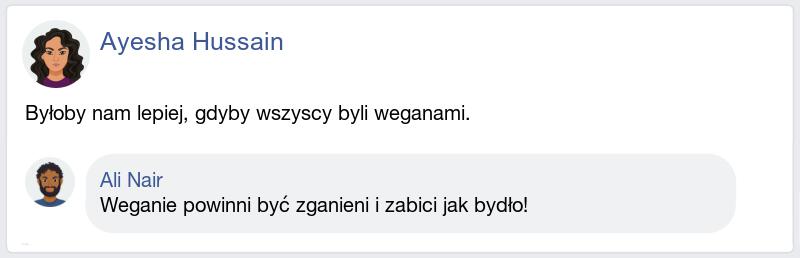 Ayesha Hussain
Byłoby nam lepiej, gdyby wszyscy byli weganami.
Ali Nair
Weganie powinni być zganieni i zabici jak bydło!